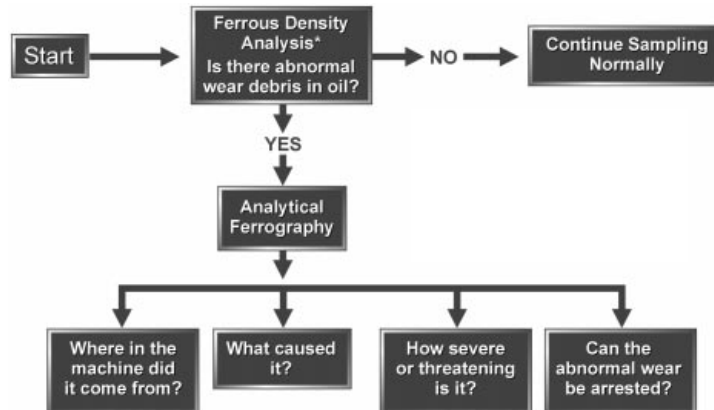 Start
Ferrous Density
Analysis*
Is there abnormal
wear debris in oil?
NO
Continue Sampling
Normally
YES
Analytical
Ferrography
Where in the
machine did
it come from?
What caused
it?
How severe
or threatening
is it?
Can the
abnormal wear
be arrested?